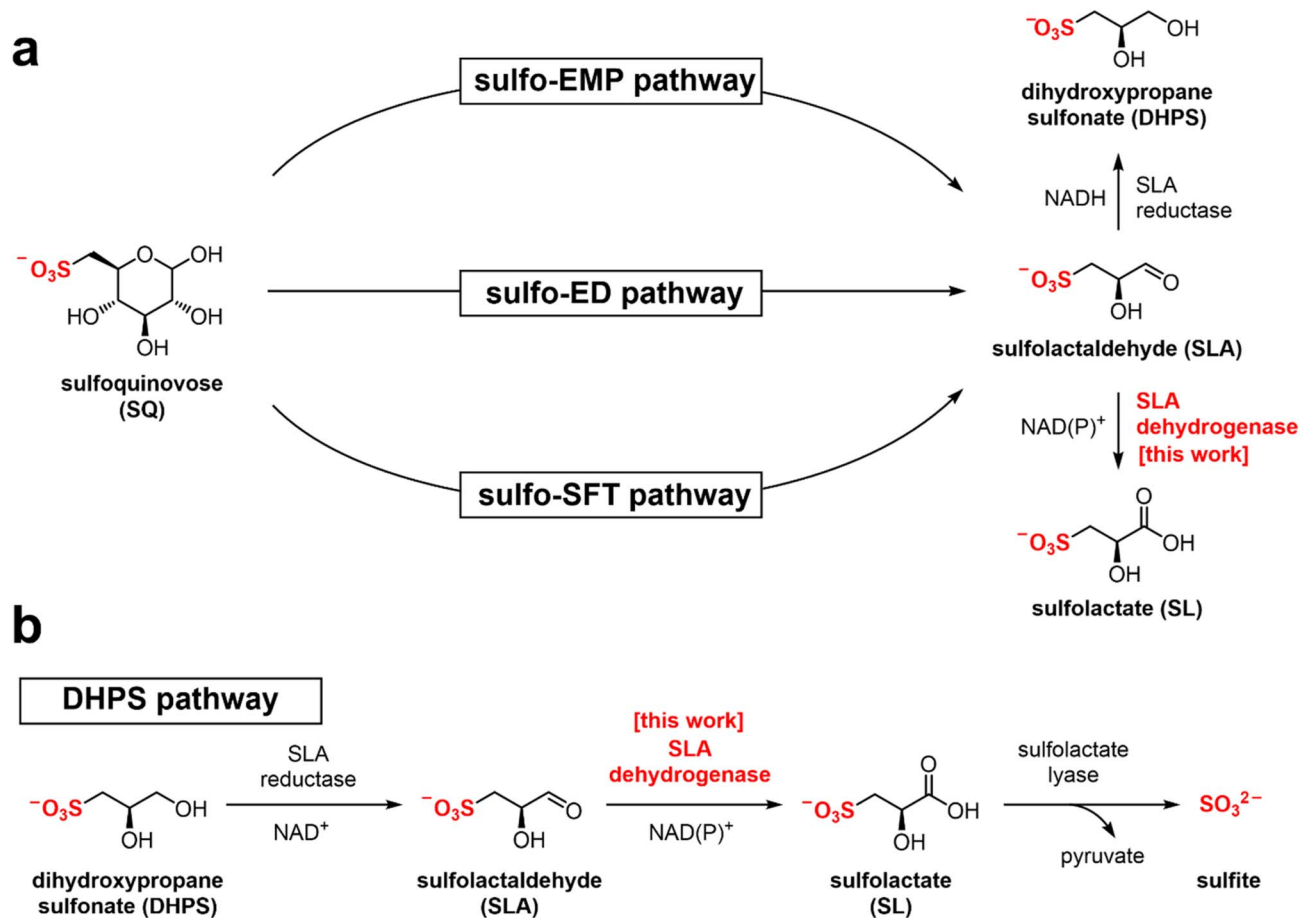 a
sulfo-EMP pathway
sulfo-ED pathway
sulfo-SFT pathway
⁻O₃S
O
OH
HO
OH
OH
sulfoquinovose
(SQ)
⁻O₃S
OH
OH
dihydroxypropane
sulfonate (DHPS)
NADH
SLA
reductase
⁻O₃S
O
OH
sulfolactaldehyde (SLA)
NAD(P)⁺
SLA
dehydrogenase
[this work]
⁻O₃S
O
OH
OH
sulfolactate (SL)
b
DHPS pathway
⁻O₃S
OH
OH
dihydroxypropane
sulfonate (DHPS)
SLA
reductase
NAD⁺
⁻O₃S
O
OH
sulfolactaldehyde
(SLA)
[this work]
SLA
dehydrogenase
NAD(P)⁺
⁻O₃S
O
OH
OH
sulfolactate
(SL)
sulfolactate
lyase
pyruvate
SO₃²⁻
sulfite